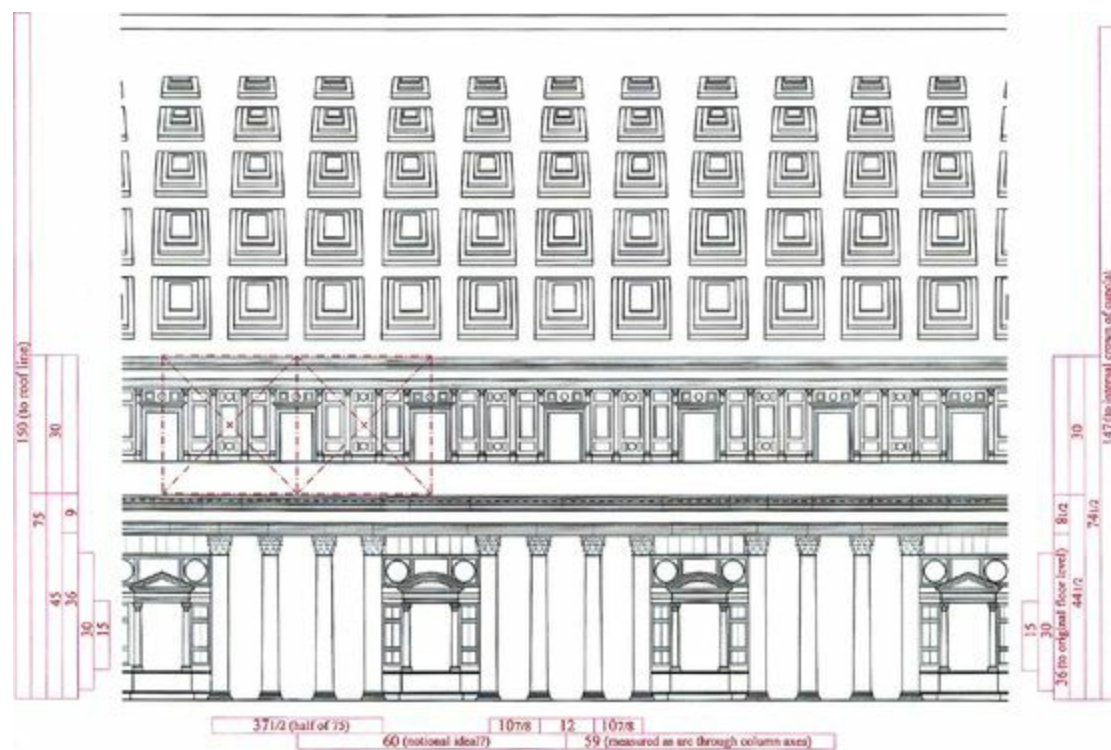 150 (to roof line)
75
30
9
45
36
30
15
147 (to internal crown of cupola)
74 1/2
30
8 1/2
44 1/2
36 (to original floor level)
30
15
37 1/2 (half of 75)
10 7/8
12
10 7/8
60 (notional ideal?)
59 (measured as arc through column axes)